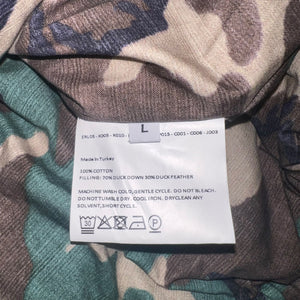 L
Made in Turkey
100% COTTON
FILLING: 70% DUCK DOWN 30% DUCK FEATHER
MACHINE WASH COLD, GENTLE CYCLE. DO NOT BLEACH.
DO NOT TUMBLE DRY. COOL IRON. DRYCLEAN ANY
SOLVENT, SHORT CYCLE.
30
P